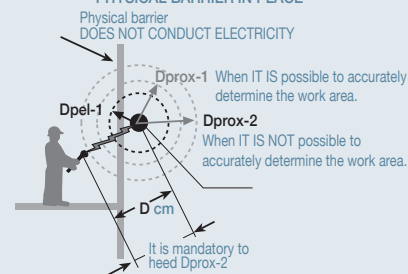 PHYSICAL BARRIER IN PLACE
Physical barrier
DOES NOT CONDUCT ELECTRICITY
Dprox-1 When IT IS possible to accurately
determine the work area.
Dpel-1
Dprox-2
When IT IS NOT possible to
accurately determine the work area.
D cm
It is mandatory to
heed Dprox-2